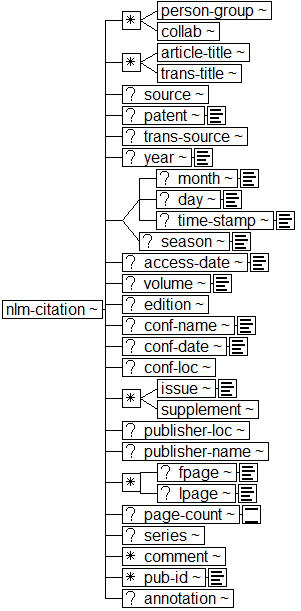 person-group ~
* collab ~
article-title ~
* trans-title ~
? source ~
? patent ~
? trans-source ~
? year ~
? month ~
? day ~
? time-stamp ~
? season ~
? access-date ~
? volume ~
? edition ~
nlm-citation ~
? conf-name ~
? conf-date ~
? conf-loc ~
issue ~
* supplement ~
? publisher-loc ~
? publisher-name ~
? fpage ~
* ? lpage ~
? page-count ~
? series ~
* comment ~
* pub-id ~
? annotation ~